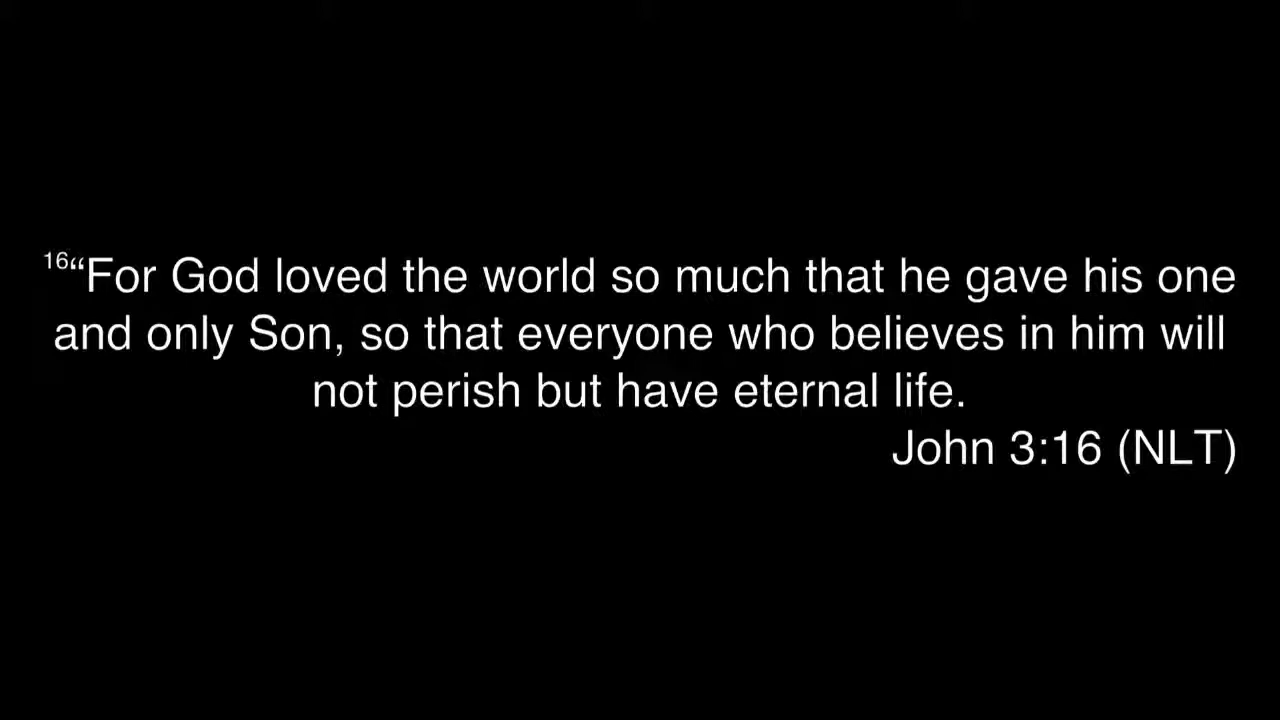 16“For God loved the world so much that he gave his one
and only Son, so that everyone who believes in him will
not perish but have eternal life.
John 3:16 (NLT)